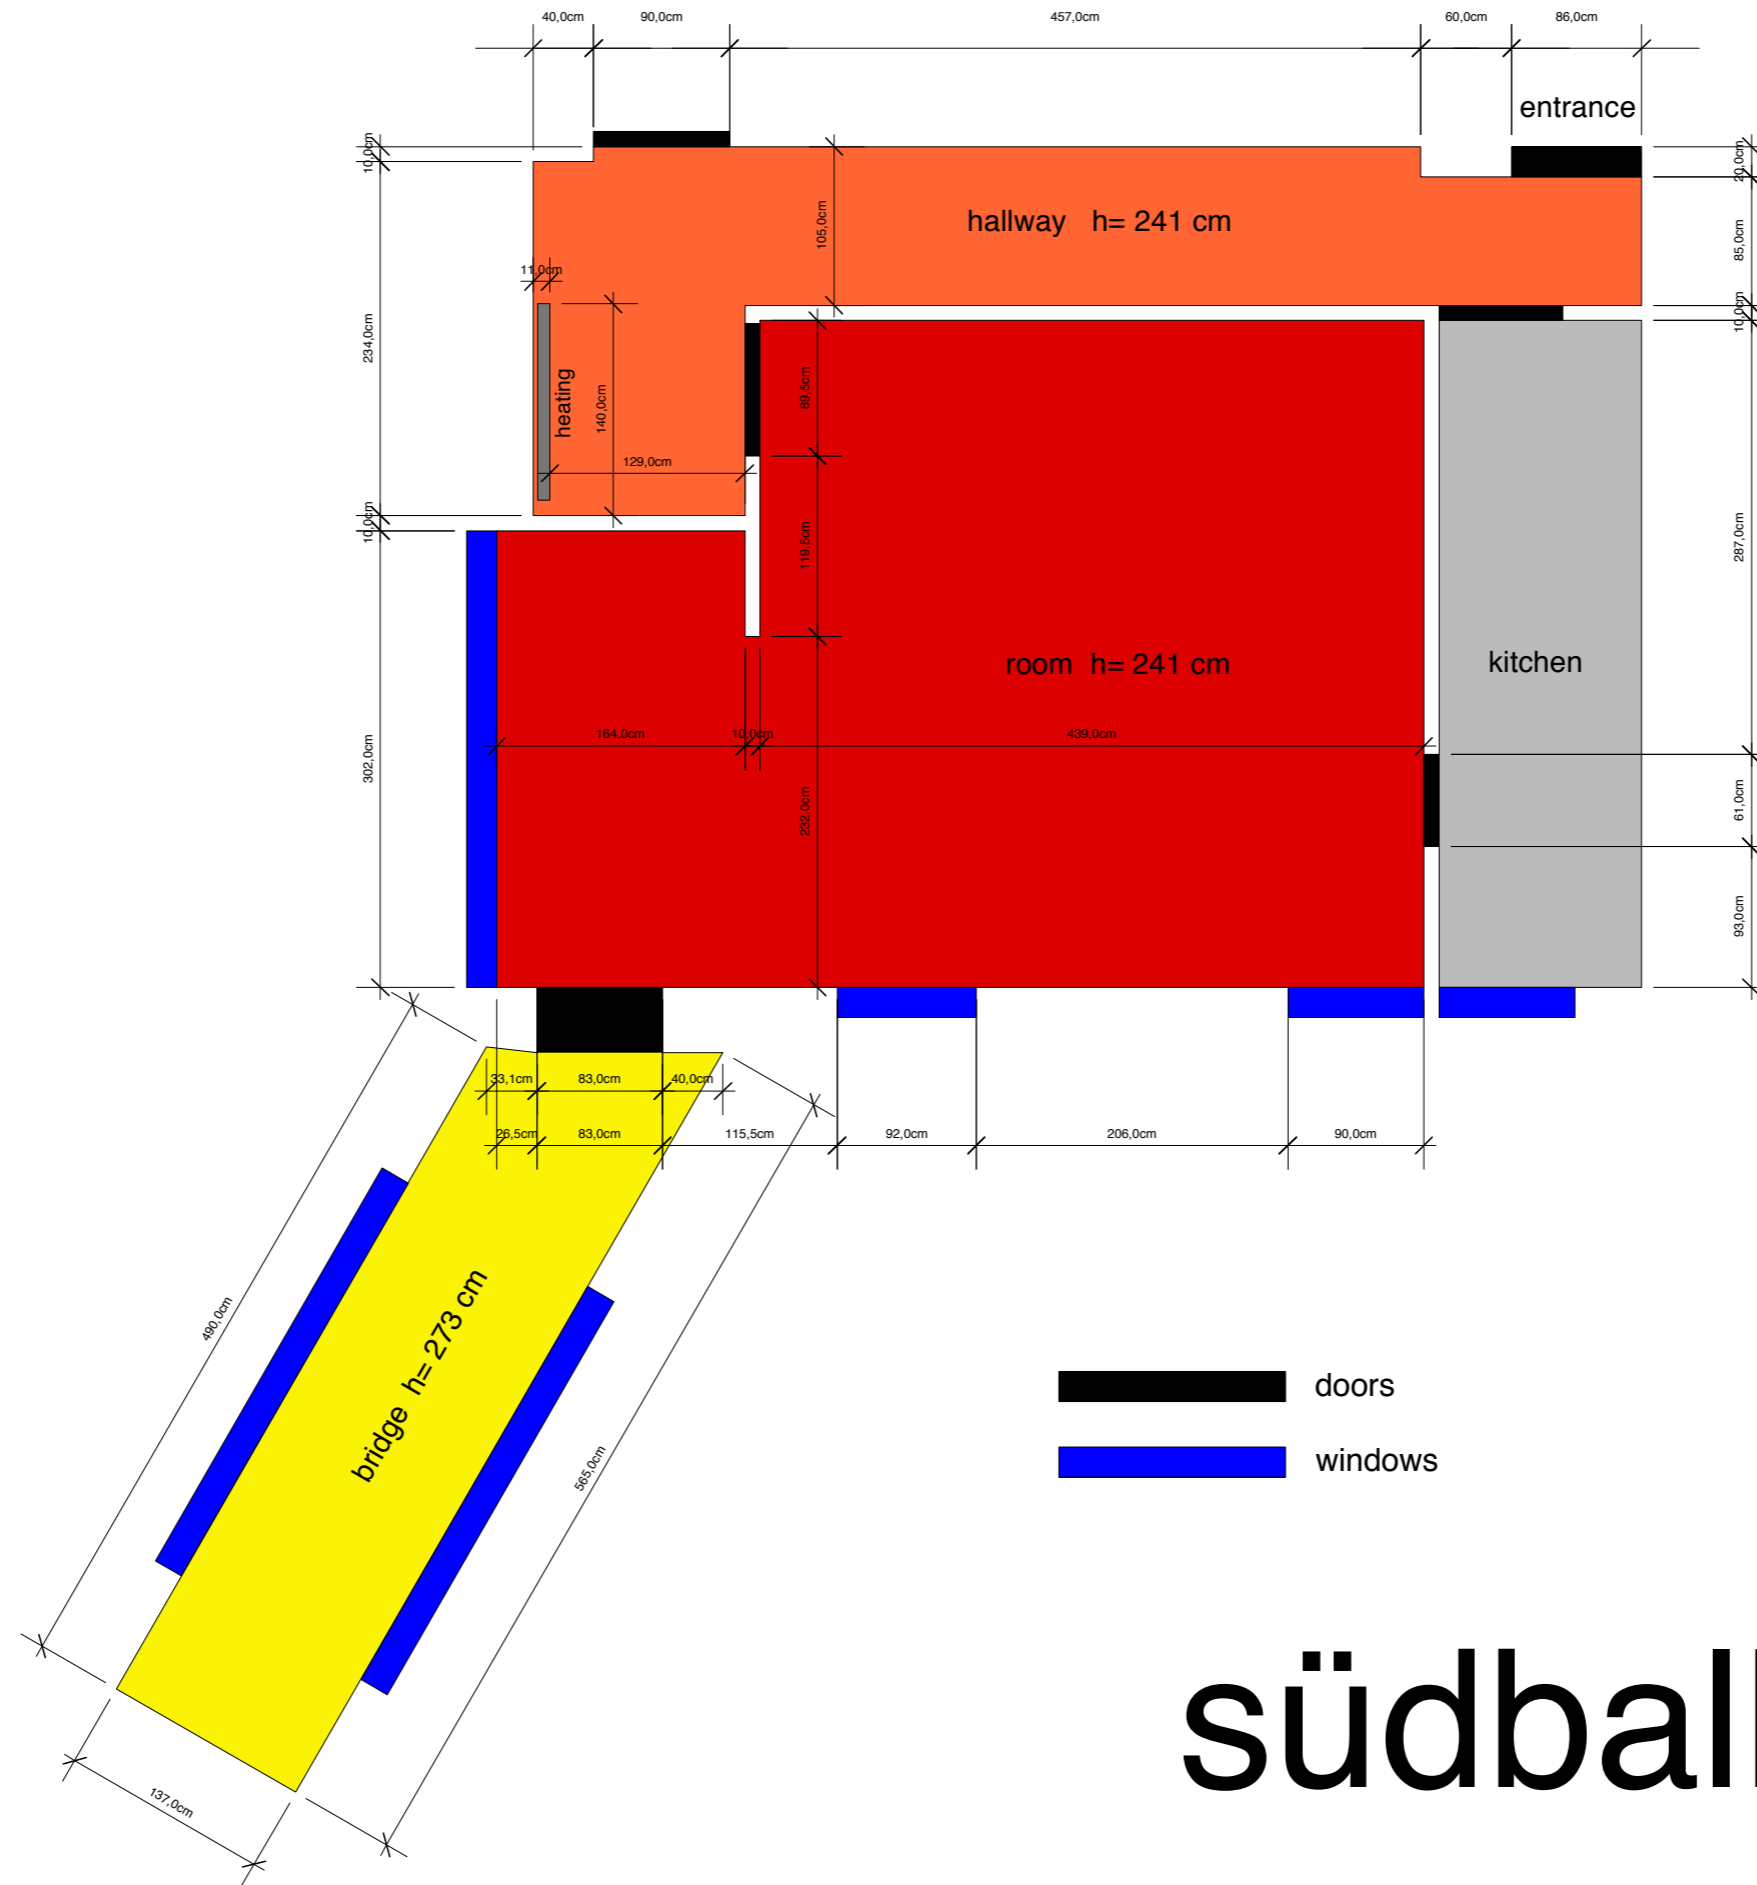 40,0cm
90,0cm
457,0cm
60,0cm
86,0cm
entrance
10,0cm
20,0cm
hallway h= 241 cm
105,0cm
85,0cm
11,0cm
10,0cm
234,0cm
heating
140,0cm
89,5cm
129,0cm
10,0cm
119,5cm
287,0cm
room h= 241 cm
kitchen
164,0cm
10,0cm
439,0cm
302,0cm
232,0cm
61,0cm
93,0cm
33,1cm
83,0cm
40,0cm
26,5cm
83,0cm
115,5cm
92,0cm
206,0cm
90,0cm
490,0cm
bridge h= 273 cm
565,0cm
137,0cm
doors
windows
südball